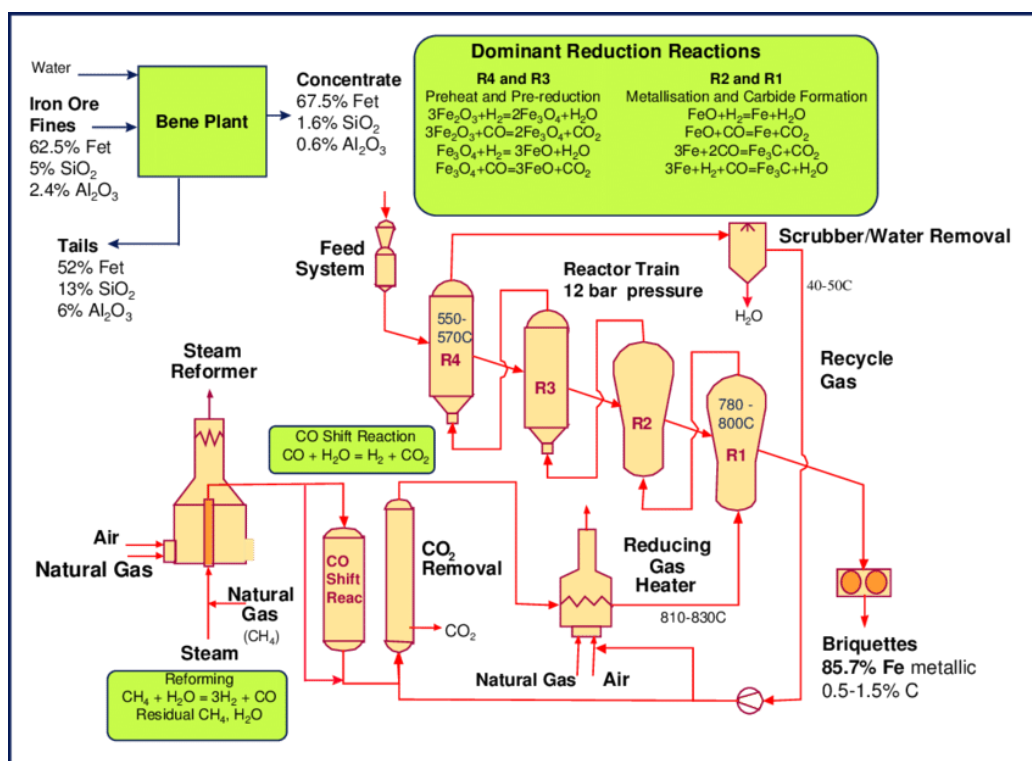 Water
Iron Ore
Fines
62.5% Fet
5% SiO₂
2.4% Al₂O₃
Bene Plant
Concentrate
67.5% Fet
1.6% SiO₂
0.6% Al₂O₃
Tails
52% Fet
13% SiO₂
6% Al₂O₃
Dominant Reduction Reactions
R4 and R3
Preheat and Pre-reduction
3Fe₂O₃+H₂=2Fe₃O₄+H₂O
3Fe₂O₃+CO=2Fe₃O₄+CO₂
Fe₃O₄+H₂= 3FeO+H₂O
Fe₃O₄+CO=3FeO+CO₂
R2 and R1
Metallisation and Carbide Formation
FeO+H₂=Fe+H₂O
FeO+CO=Fe+CO₂
3Fe+2CO=Fe₃C+CO₂
3Fe+H₂+CO=Fe₃C+H₂O
Feed
System
Reactor Train
12 bar pressure
Scrubber/Water Removal
40-50C
H₂O
Recycle
Gas
550-
570C
R4
R3
R2
780 -
800C
R1
Steam
Reformer
CO Shift Reaction
CO + H₂O = H₂ + CO₂
Air
Natural Gas
Natural
Gas
(CH₄)
Steam
Reforming
CH₄ + H₂O = 3H₂ + CO
Residual CH₄, H₂O
CO
Shift
Reac
CO₂
Removal
CO₂
Reducing
Gas
Heater
810-830C
Natural Gas
Air
Briquettes
85.7% Fe metallic
0.5-1.5% C